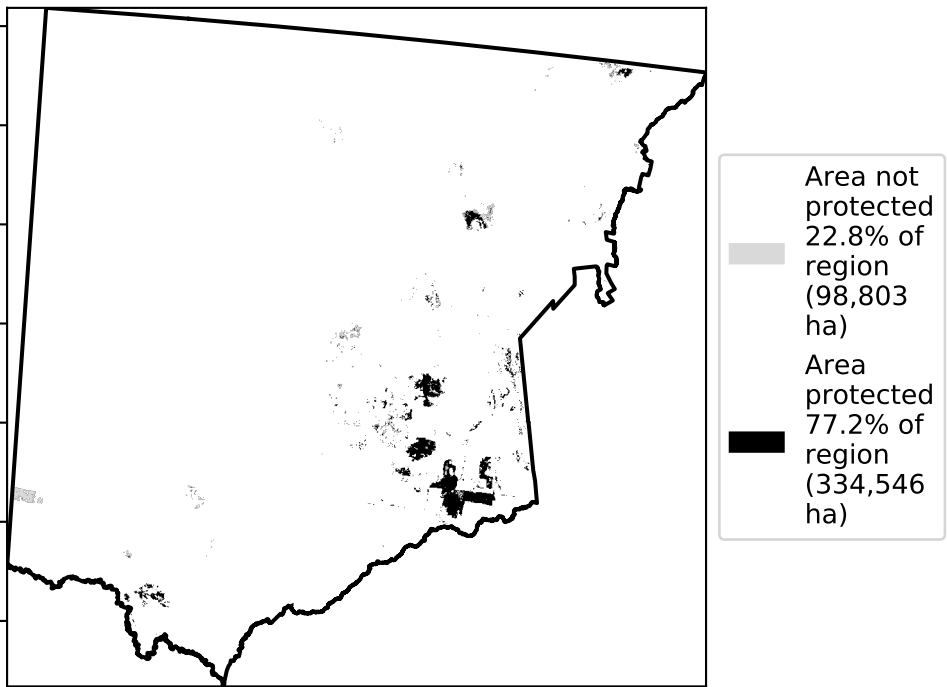 Area not
protected
22.8% of
region
(98,803
ha)
Area
protected
77.2% of
region
(334,546
ha)